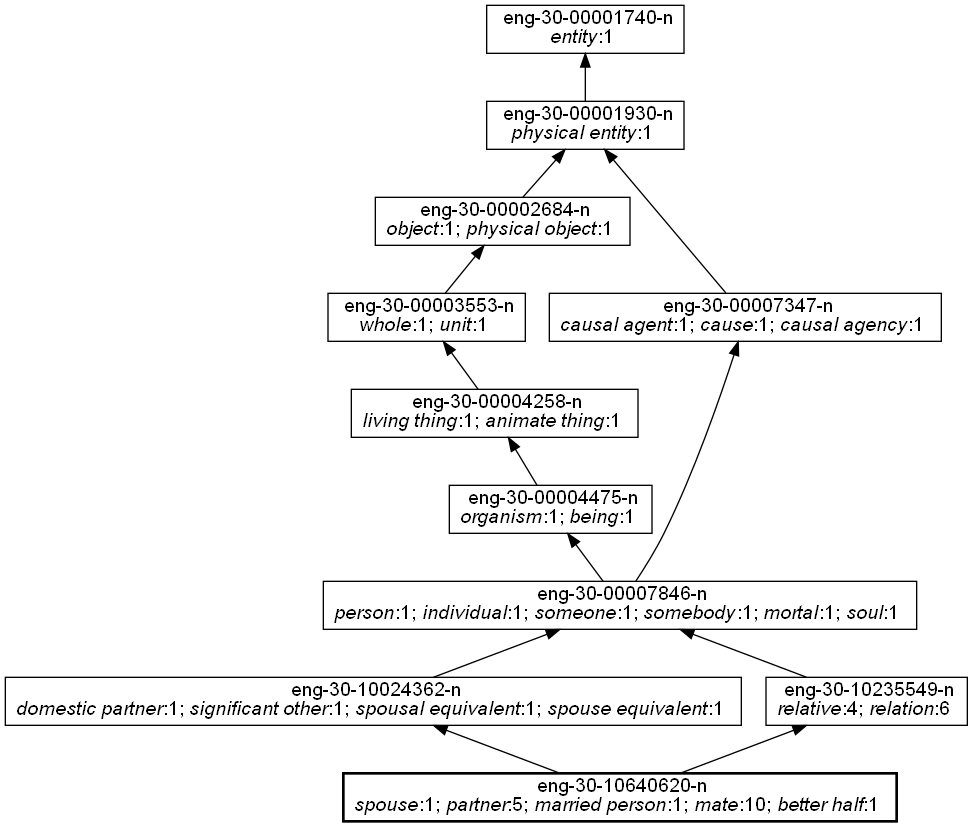 eng-30-00001740-n
entity:1
eng-30-00001930-n
physical entity:1
eng-30-00002684-n
object:1; physical object:1
eng-30-00003553-n
whole:1; unit:1
eng-30-00007347-n
causal agent:1; cause:1; causal agency:1
eng-30-00004258-n
living thing:1; animate thing:1
eng-30-00004475-n
organism:1; being:1
eng-30-00007846-n
person:1; individual:1; someone:1; somebody:1; mortal:1; soul:1
eng-30-10024362-n
domestic partner:1; significant other:1; spousal equivalent:1; spouse equivalent:1
eng-30-10235549-n
relative:4; relation:6
eng-30-10640620-n
spouse:1; partner:5; married person:1; mate:10; better half:1